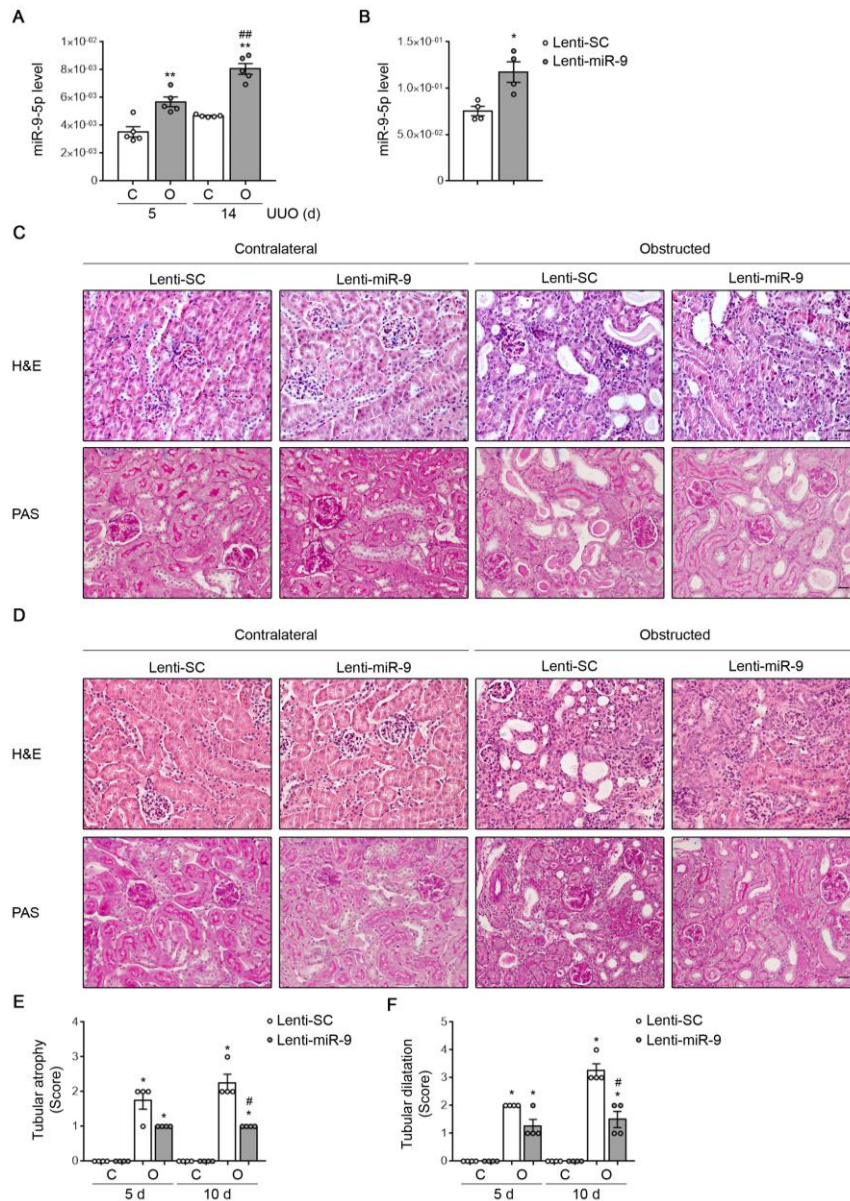 A
miR-9-5p level
1×10⁻⁰²
8×10⁻⁰³
6×10⁻⁰³
4×10⁻⁰³
2×10⁻⁰³
0
**
##
**
C O C O
5 14 UUO (d)
B
miR-9-5p level
1.5×10⁻⁰¹
1.0×10⁻⁰¹
5.0×10⁻⁰²
0
*
Lenti-SC
Lenti-miR-9
C
Contralateral Obstructed
Lenti-SC Lenti-miR-9 Lenti-SC Lenti-miR-9
H&E
PAS
D
Contralateral Obstructed
Lenti-SC Lenti-miR-9 Lenti-SC Lenti-miR-9
H&E
PAS
E
Tubular atrophy
(Score)
4
3
2
1
0
Lenti-SC
Lenti-miR-9
* * * # *
C O C O
5 d 10 d
F
Tubular dilatation
(Score)
5
4
3
2
1
0
Lenti-SC
Lenti-miR-9
* * * # *
C O C O
5 d 10 d